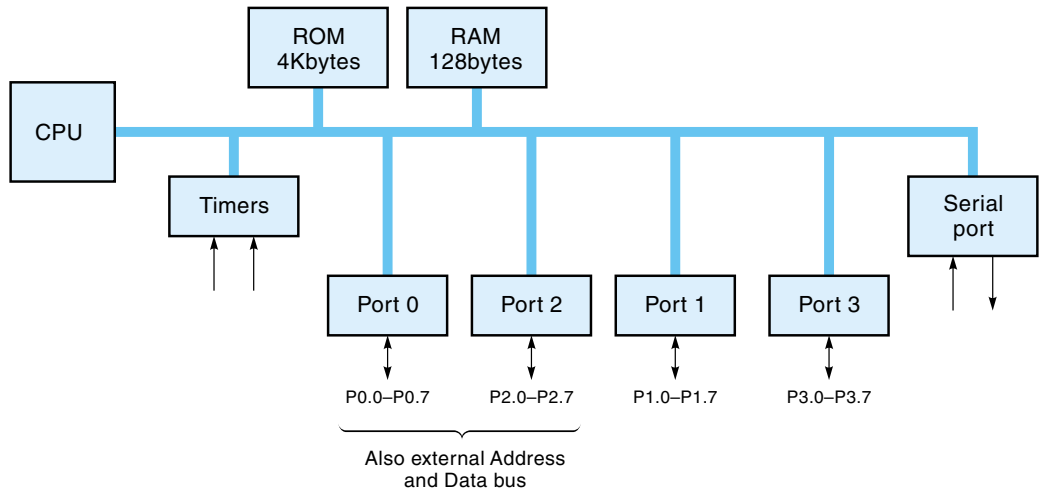 ROM
4Kbytes
RAM
128bytes
CPU
Timers
Serial
port
Port 0
Port 2
Port 1
Port 3
P0.0–P0.7
P2.0–P2.7
P1.0–P1.7
P3.0–P3.7
Also external Address
and Data bus